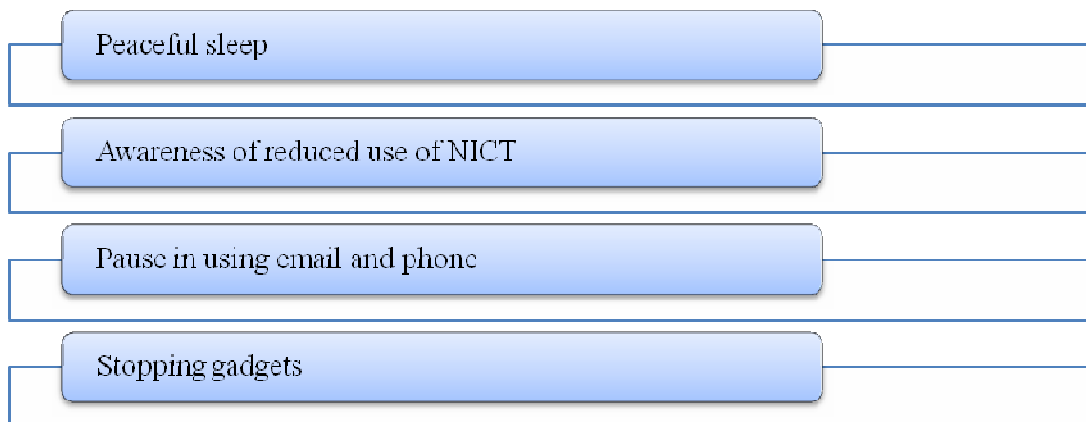 Peaceful sleep
Awareness of reduced use of NICT
Pause in using email and phone
Stopping gadgets